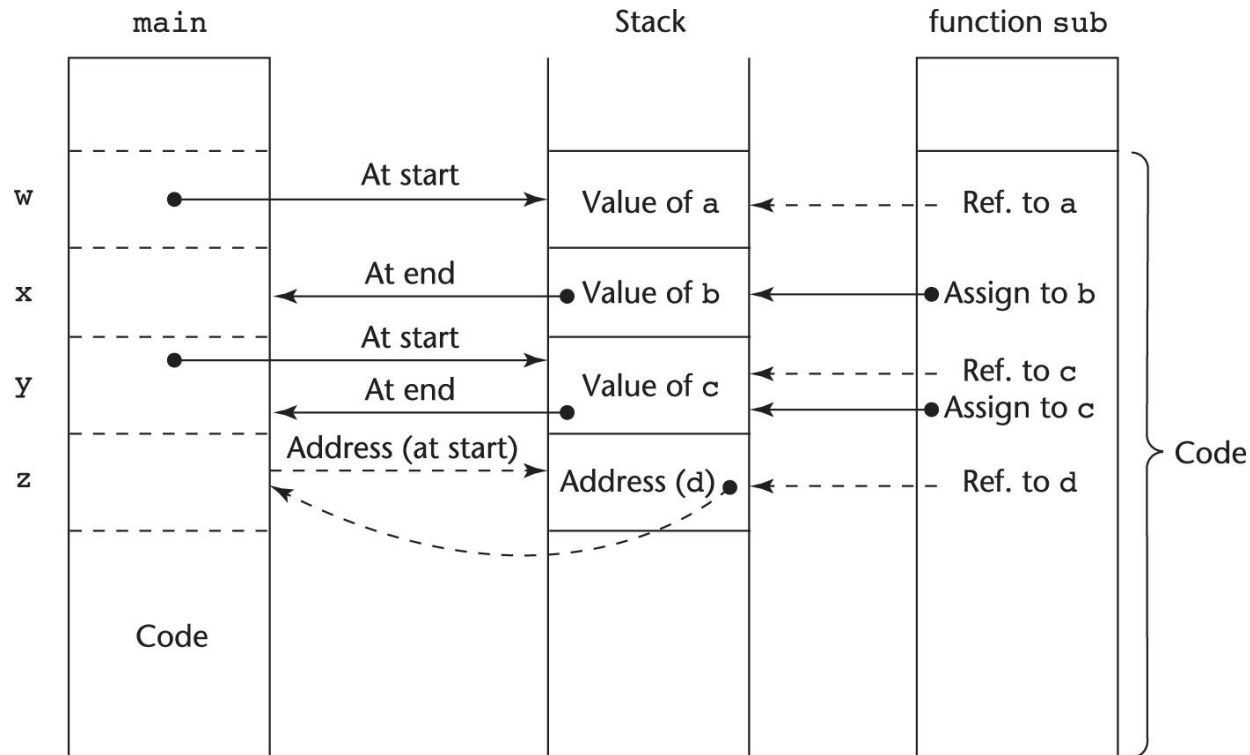 main
Stack
function sub
w
At start
Value of a
Ref. to a
x
At end
Value of b
Assign to b
y
At start
At end
Value of c
Ref. to c
Assign to c
z
Address (at start)
Address (d)
Ref. to d
Code
Code